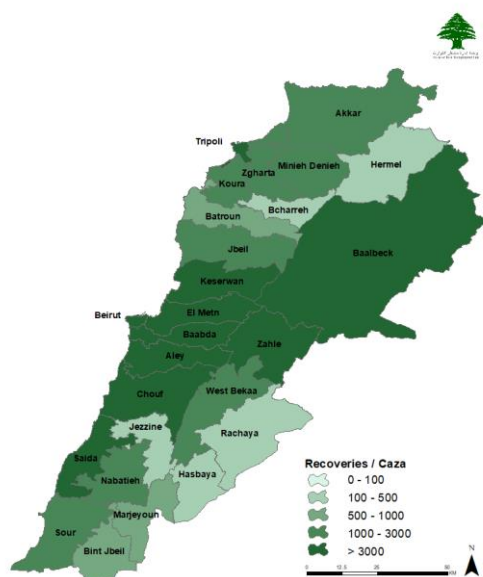 Akkar
Tripoli
Hermel
Zgharta
Minieh Denieh
Koura
Bcharreh
Batroun
Jbeil
Baalbeck
Keserwan
Beirut
El Metn
Baabda
Zahle
Aley
Chouf
West Bekaa
Jezzine
Rachaya
Saida
Hasbaya
Nabatieh
Marjeyoun
Sour
Bint Jbeil
Recoveries / Caza
0 - 100
100 - 500
500 - 1000
1000 - 3000
> 3000
N